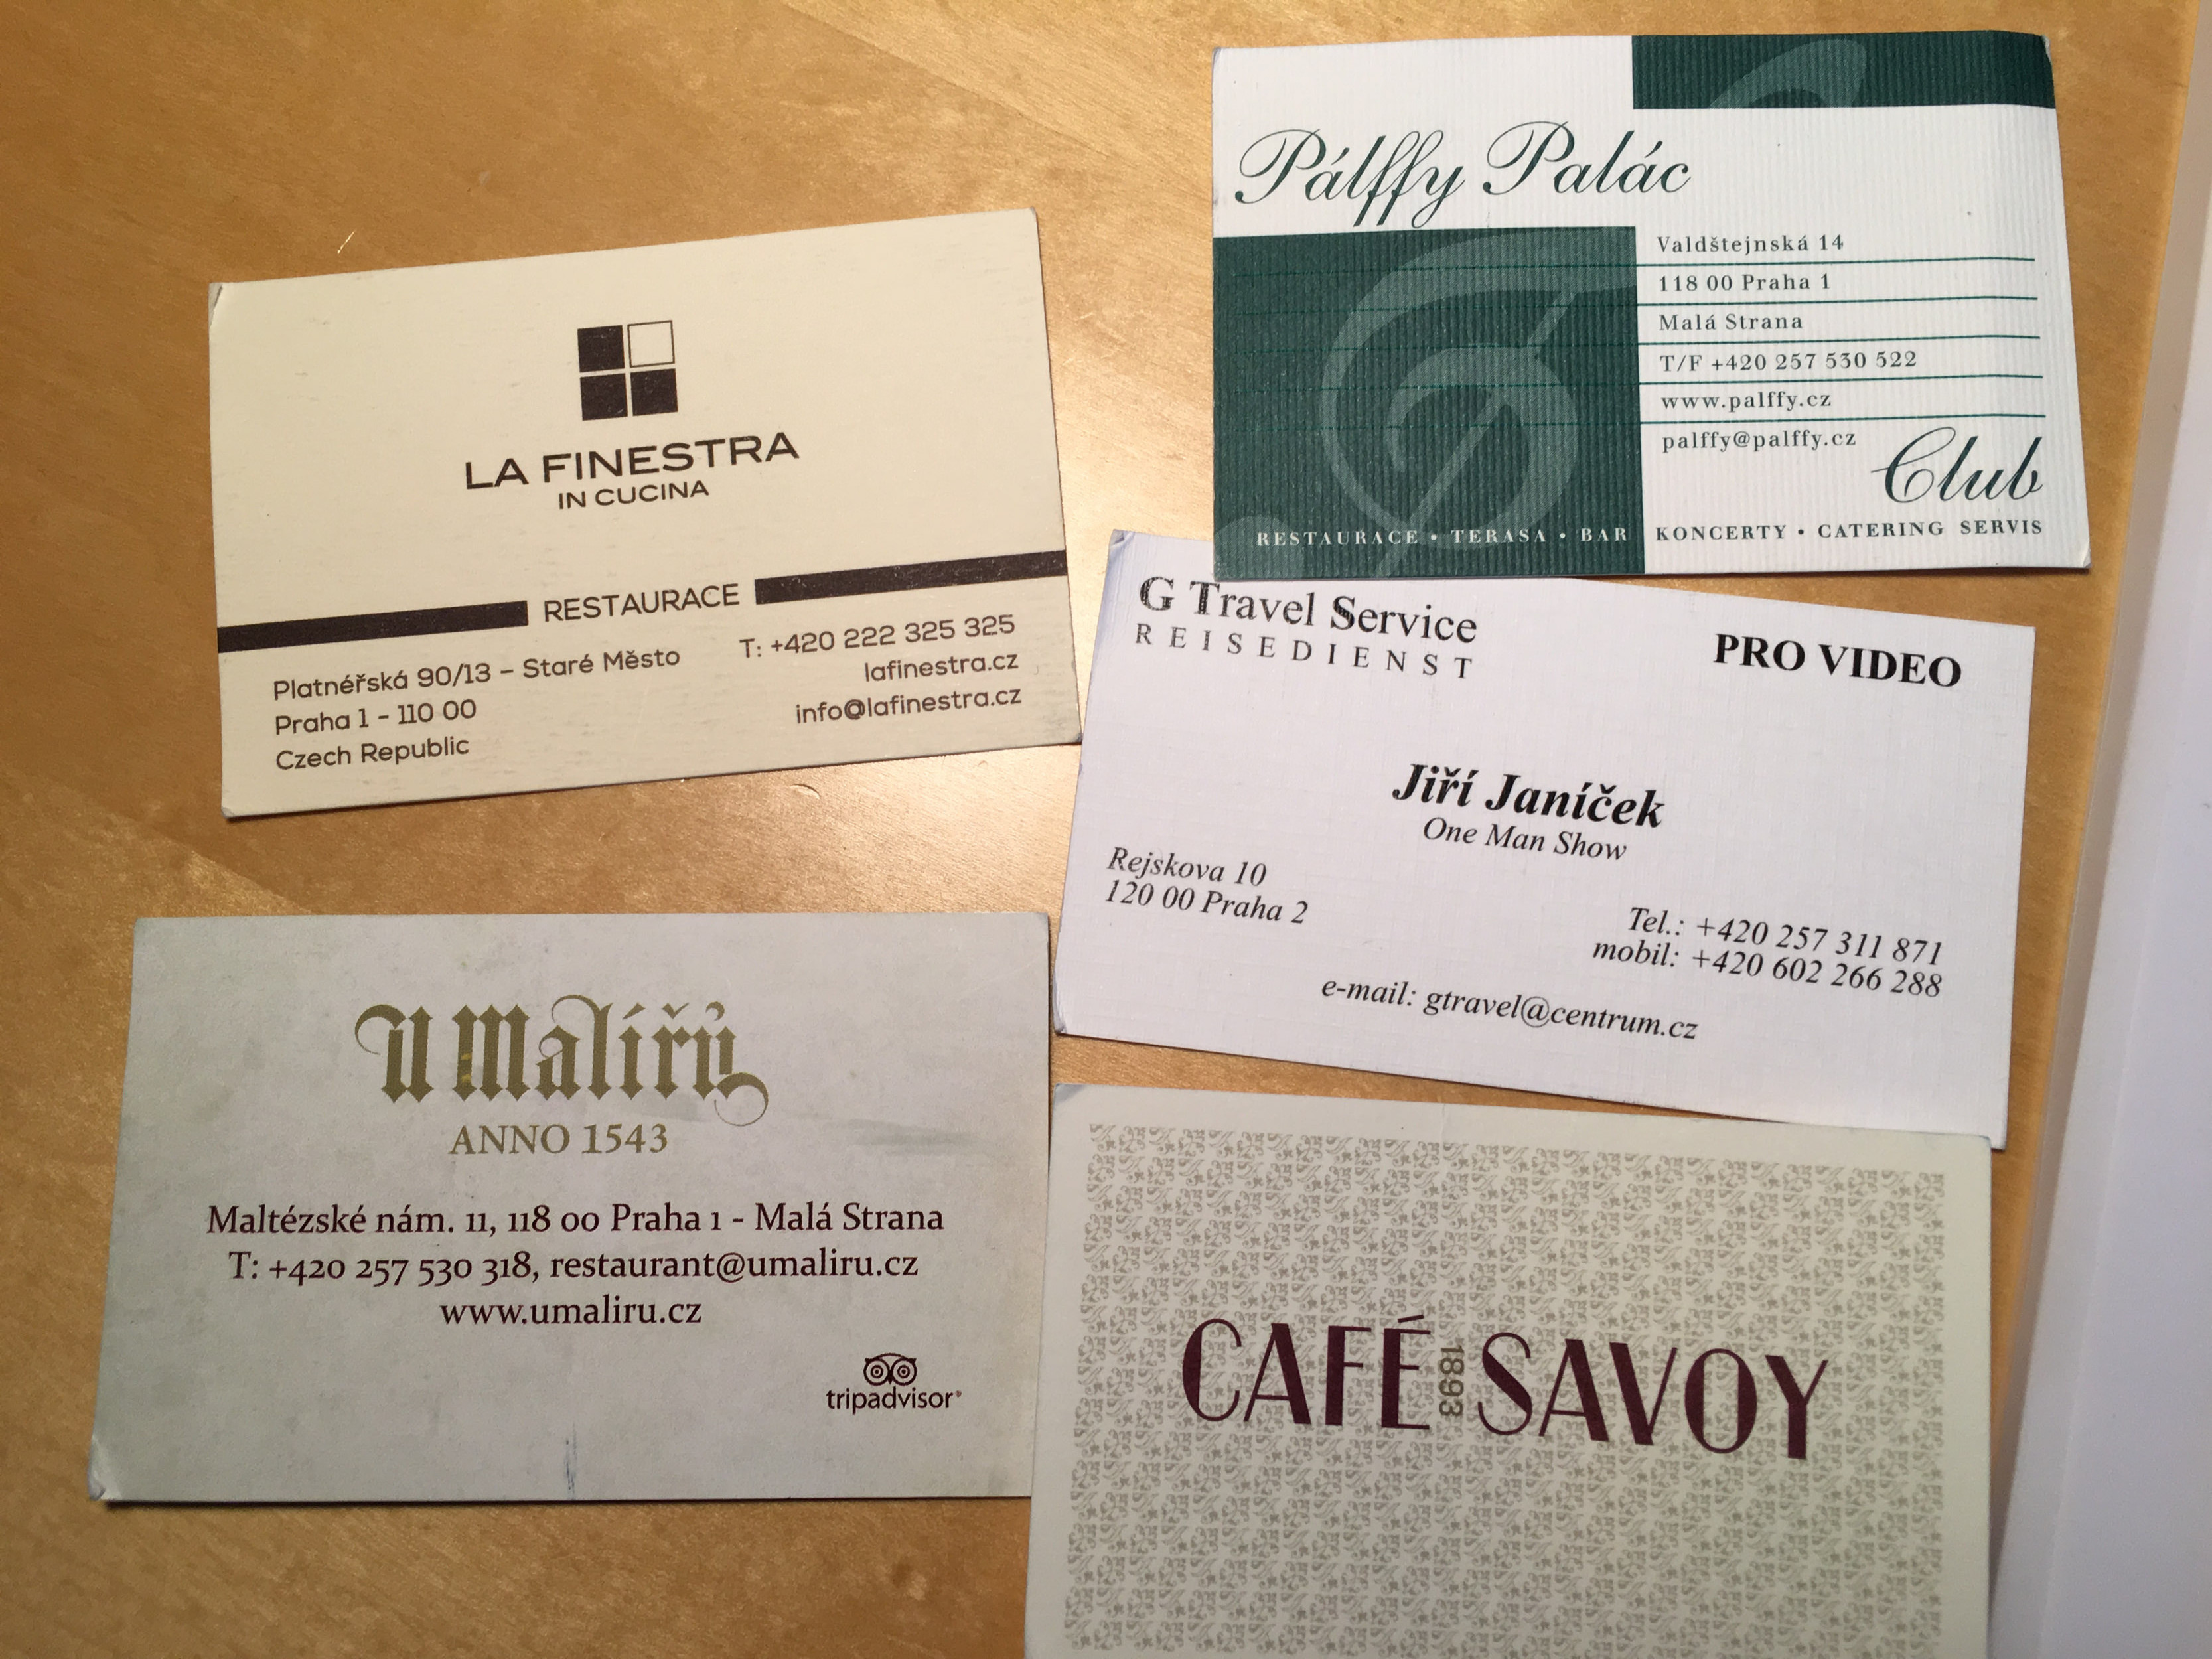 LA FINESTRA
IN CUCINA
RESTAURACE
Platnéřská 90/13 – Staré Město
Praha 1 - 110 00
Czech Republic
T: +420 222 325 325
lafinestra.cz
info@lafinestra.cz
Pálffy Palác
Valdštejnská 14
118 00 Praha 1
Malá Strana
T/F +420 257 530 522
www.palffy.cz
palffy@palffy.cz
Club
RESTAURACE • TERASA • BAR KONCERTY • CATERING SERVIS
G Travel Service
REISEDIENST
PRO VIDEO
Jiří Janíček
One Man Show
Rejskova 10
120 00 Praha 2
Tel.: +420 257 311 871
mobil: +420 602 266 288
e-mail: gtravel@centrum.cz
U Malířů
ANNO 1543
Maltézské nám. 11, 118 00 Praha 1 - Malá Strana
T: +420 257 530 318, restaurant@umaliru.cz
www.umaliru.cz
tripadvisor®
CAFÉ 1893 SAVOY